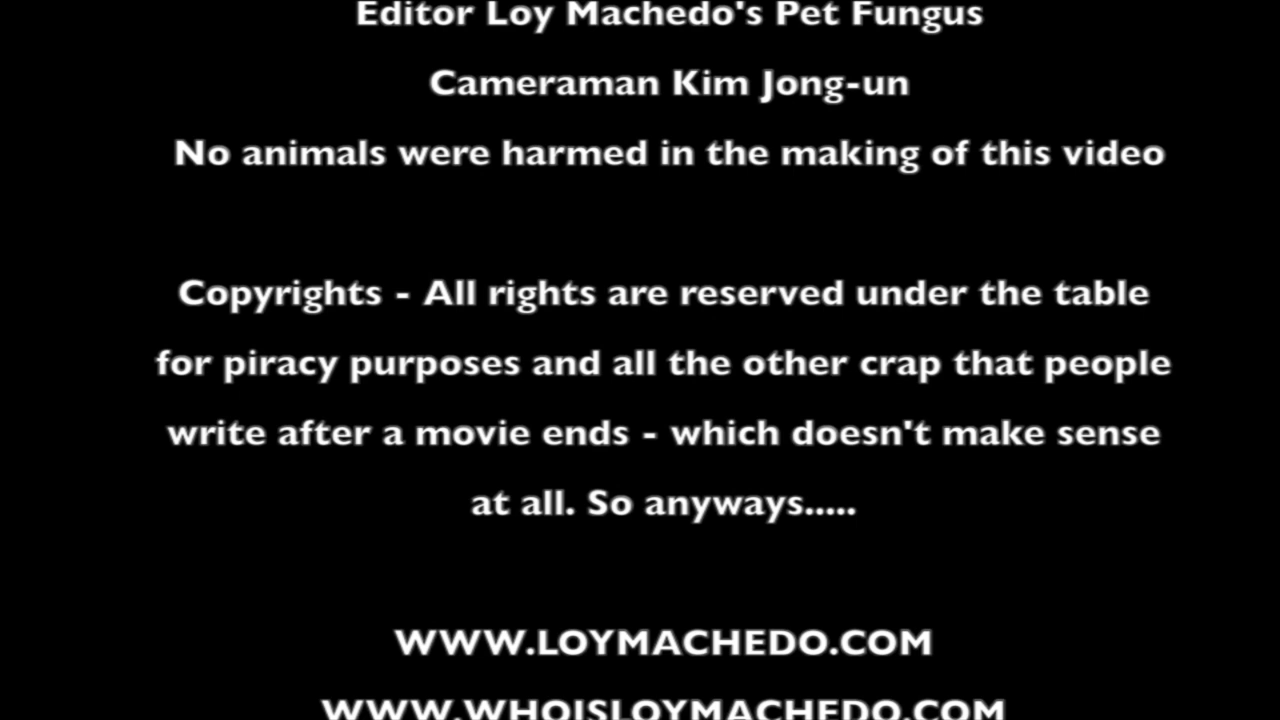 Editor Loy Machedo's Pet Fungus
Cameraman Kim Jong-un
No animals were harmed in the making of this video
Copyrights - All rights are reserved under the table
for piracy purposes and all the other crap that people
write after a movie ends - which doesn't make sense
at all. So anyways.....
WWW.LOYMACHEDO.COM
WWW.WHOISLOYMACHEDO.COM